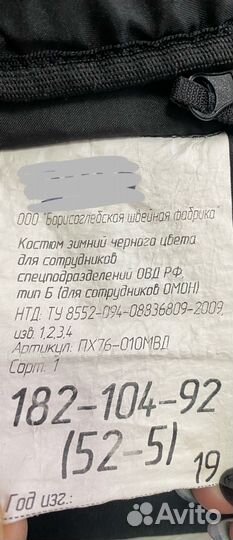 ООО "Борисоглебская швейная фабрика"
Костюм зимний черного цвета
для сотрудников
спецподразделений ОВД РФ,
тип Б (для сотрудников ОМОН)
НТД: ТУ 8552-094-08836809-2009,
изв. 1,2,3,4
Артикул: ПХ76-010МВД
Сорт: 1
182-104-92
(52-5)
19
Год изг.:
Avito